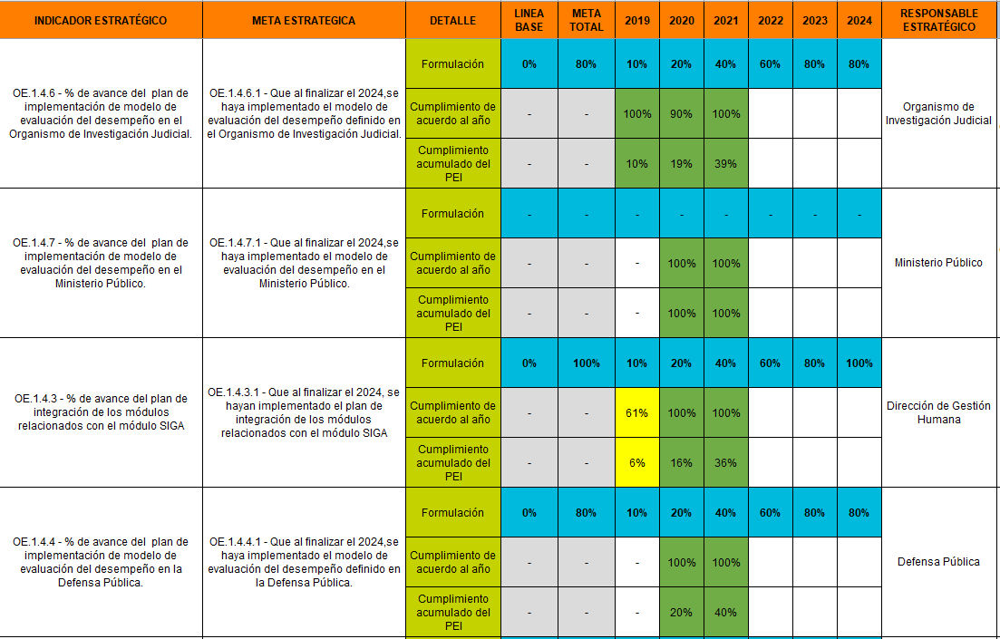 INDICADOR ESTRATÉGICO
META ESTRATEGICA
DETALLE
LINEA
BASE
META
TOTAL
2019
2020
2021
2022
2023
2024
RESPONSABLE
ESTRATÉGICO
OE.1.4.6 - % de avance del plan de
implementación de modelo de
evaluación del desempeño en el
Organismo de Investigación Judicial.
OE.1.4.6.1 - Que al finalizar el 2024,se
haya implementado el modelo de
evaluación del desempeño definido en
el Organismo de Investigación Judicial.
Formulación
0%
80%
10%
20%
40%
60%
80%
80%
Cumplimiento de
acuerdo al año
-
-
100%
90%
100%
Cumplimiento
acumulado del
PEI
-
-
10%
19%
39%
Organismo de
Investigación Judicial
OE.1.4.7 - % de avance del plan de
implementación de modelo de
evaluación del desempeño en el
Ministerio Público.
OE.1.4.7.1 - Que al finalizar el 2024,se
haya implementado el modelo de
evaluación del desempeño en el
Ministerio Público.
Formulación
-
-
-
-
-
-
-
-
Cumplimiento de
acuerdo al año
-
-
-
100%
100%
Cumplimiento
acumulado del
PEI
-
-
-
100%
100%
Ministerio Público
OE.1.4.3 - % de avance del plan de
integración de los módulos
relacionados con el módulo SIGA
OE.1.4.3.1 - Que al finalizar el 2024, se
hayan implementado el plan de
integración de los módulos
relacionados con el módulo SIGA
Formulación
0%
100%
10%
20%
40%
60%
80%
100%
Cumplimiento de
acuerdo al año
-
-
61%
100%
100%
Cumplimiento
acumulado del
PEI
-
-
6%
16%
36%
Dirección de Gestión
Humana
OE.1.4.4 - % de avance del plan de
implementación de modelo de
evaluación del desempeño en la
Defensa Pública.
OE.1.4.4.1 - Que al finalizar el 2024,se
haya implementado el modelo de
evaluación del desempeño definido en
la Defensa Pública.
Formulación
0%
80%
10%
20%
40%
60%
80%
80%
Cumplimiento de
acuerdo al año
-
-
-
100%
100%
Cumplimiento
acumulado del
PEI
-
-
-
20%
40%
Defensa Pública